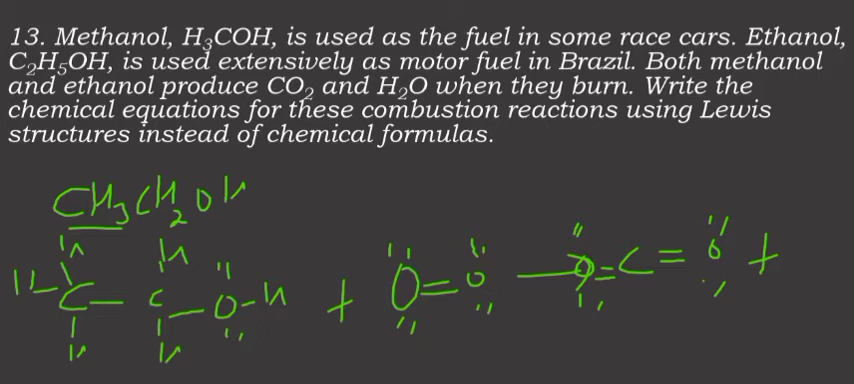 13. Methanol, H₃COH, is used as the fuel in some race cars. Ethanol,
C₂H₅OH, is used extensively as motor fuel in Brazil. Both methanol
and ethanol produce CO₂ and H₂O when they burn. Write the
chemical equations for these combustion reactions using Lewis
structures instead of chemical formulas.
CH₃CH₂OH
H H
H–C–C–O–H + O=O → O=C=O +
H H